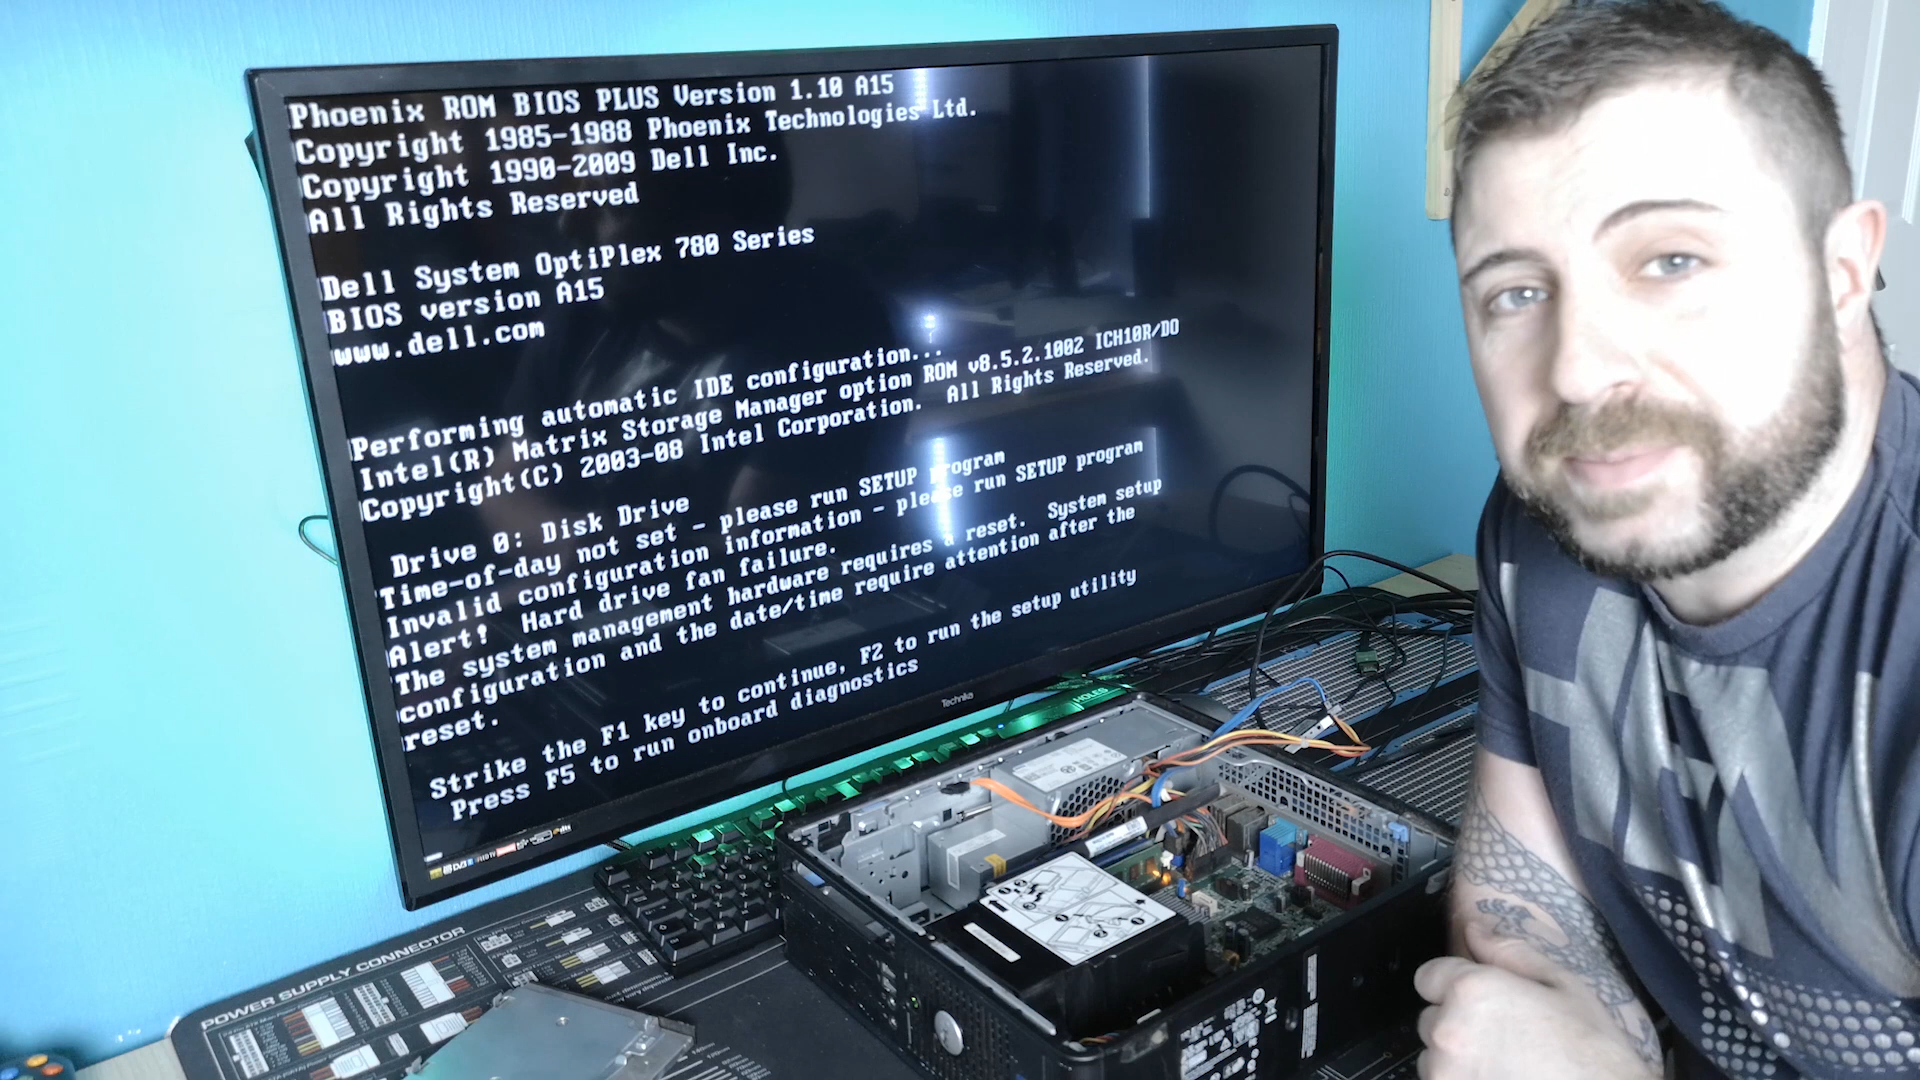 Phoenix ROM BIOS PLUS Version 1.10 A15
Copyright 1985-1988 Phoenix Technologies Ltd.
Copyright 1990-2009 Dell Inc.
All Rights Reserved
Dell System OptiPlex 780 Series
BIOS version A15
www.dell.com
Performing automatic IDE configuration...
Intel(R) Matrix Storage Manager option ROM v8.5.2.1002 ICH10R/DO
Copyright(C) 2003-08 Intel Corporation.  All Rights Reserved.
Drive 0: Disk Drive
Time-of-day not set - please run SETUP program
Invalid configuration information - please run SETUP program
Alert!  Hard drive fan failure.
The system management hardware requires a reset.  System setup
configuration and the date/time require attention after the
reset.
Strike the F1 key to continue, F2 to run the setup utility
Press F5 to run onboard diagnostics
Technika
HOLES
POWER SUPPLY CONNECTOR